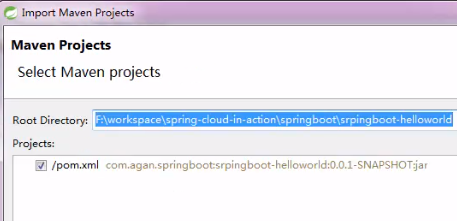 Import Maven Projects
Maven Projects
Select Maven projects
Root Directory: F:\workspace\spring-cloud-in-action\springboot\srpingboot-helloworld
Projects:
/pom.xml com.agan.springboot:srpingboot-helloworld:0.0.1-SNAPSHOT:jar